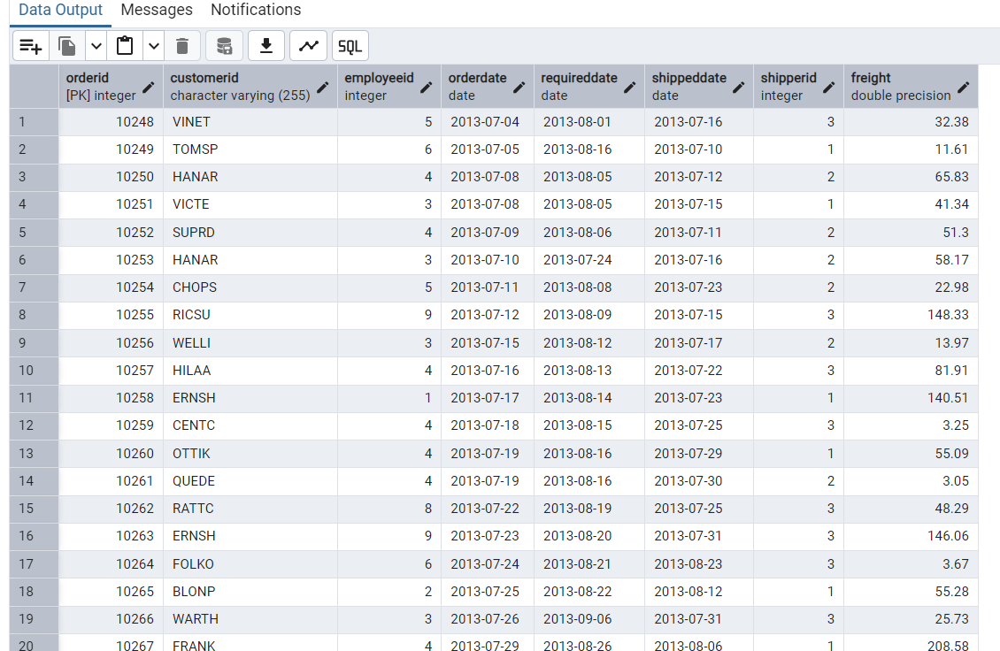 Data Output Messages Notifications
SQL
orderid customerid employeeid orderdate requireddate shippeddate shipperid freight
[PK] integer character varying (255) integer date date date integer double precision
1 10248 VINET 5 2013-07-04 2013-08-01 2013-07-16 3 32.38
2 10249 TOMSP 6 2013-07-05 2013-08-16 2013-07-10 1 11.61
3 10250 HANAR 4 2013-07-08 2013-08-05 2013-07-12 2 65.83
4 10251 VICTE 3 2013-07-08 2013-08-05 2013-07-15 1 41.34
5 10252 SUPRD 4 2013-07-09 2013-08-06 2013-07-11 2 51.3
6 10253 HANAR 3 2013-07-10 2013-07-24 2013-07-16 2 58.17
7 10254 CHOPS 5 2013-07-11 2013-08-08 2013-07-23 2 22.98
8 10255 RICSU 9 2013-07-12 2013-08-09 2013-07-15 3 148.33
9 10256 WELLI 3 2013-07-15 2013-08-12 2013-07-17 2 13.97
10 10257 HILAA 4 2013-07-16 2013-08-13 2013-07-22 3 81.91
11 10258 ERNSH 1 2013-07-17 2013-08-14 2013-07-23 1 140.51
12 10259 CENTC 4 2013-07-18 2013-08-15 2013-07-25 3 3.25
13 10260 OTTIK 4 2013-07-19 2013-08-16 2013-07-29 1 55.09
14 10261 QUEDE 4 2013-07-19 2013-08-16 2013-07-30 2 3.05
15 10262 RATTC 8 2013-07-22 2013-08-19 2013-07-25 3 48.29
16 10263 ERNSH 9 2013-07-23 2013-08-20 2013-07-31 3 146.06
17 10264 FOLKO 6 2013-07-24 2013-08-21 2013-08-23 3 3.67
18 10265 BLONP 2 2013-07-25 2013-08-22 2013-08-12 1 55.28
19 10266 WARTH 3 2013-07-26 2013-09-06 2013-07-31 3 25.73
20 10267 FRANK 4 2013-07-29 2013-08-26 2013-08-06 1 208.58